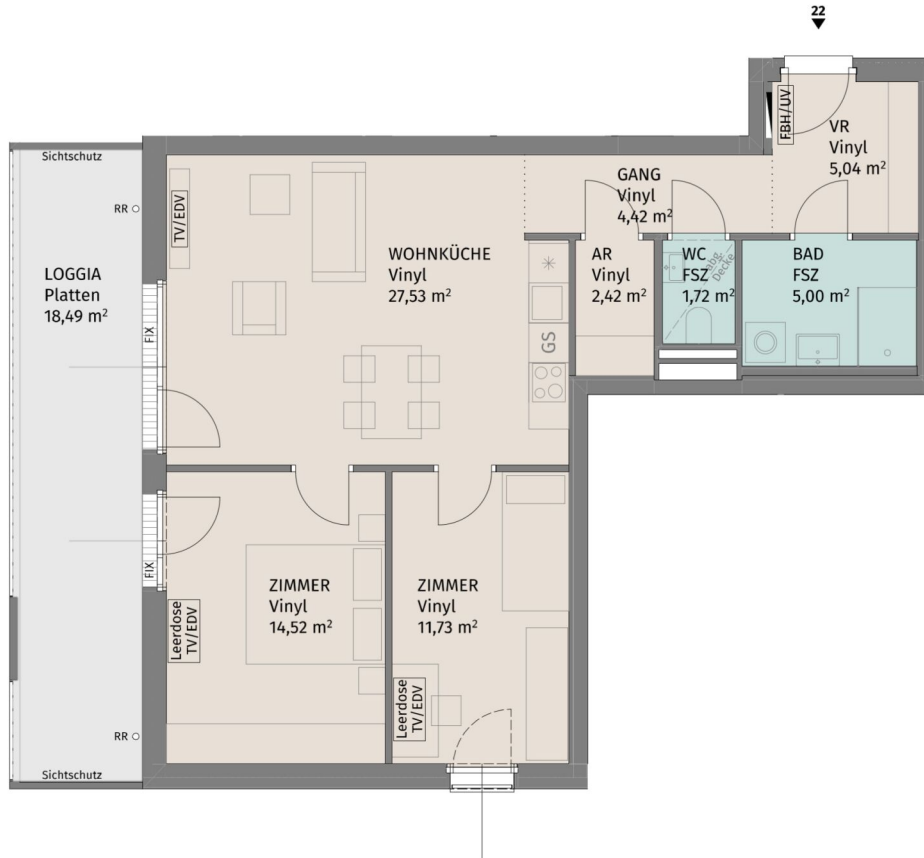 22
FBH/UV
VR
Vinyl
5,04 m²
Sichtschutz
GANG
Vinyl
4,42 m²
RR
TV/EDV
LOGGIA
Platten
18,49 m²
WOHNKÜCHE
Vinyl
27,53 m²
AR
Vinyl
2,42 m²
WC
FSZ
1,72 m²
abg
Decke
BAD
FSZ
5,00 m²
FIX
GS
FIX
ZIMMER
Vinyl
14,52 m²
ZIMMER
Vinyl
11,73 m²
Leerdose
TV/EDV
Leerdose
TV/EDV
RR
Sichtschutz